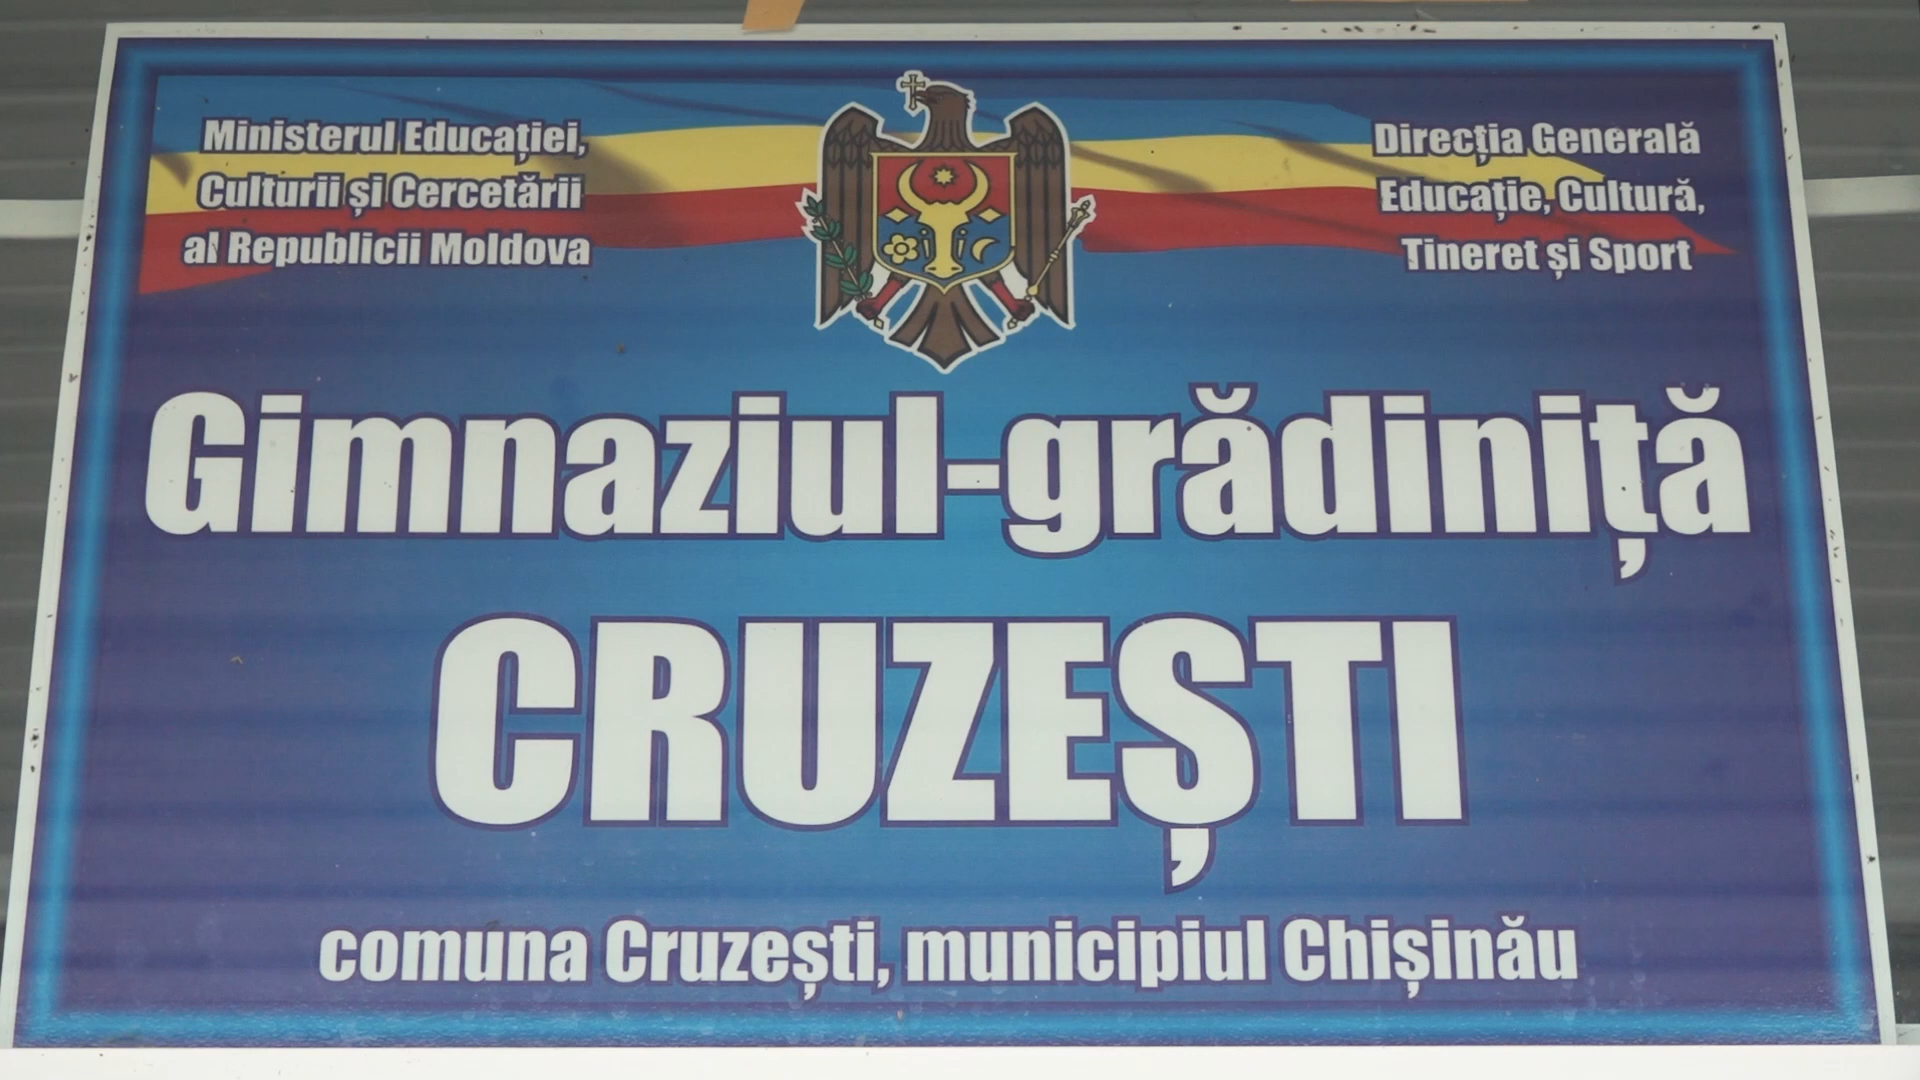 Ministerul Educației,
Culturii și Cercetării
al Republicii Moldova
Direcția Generală
Educație, Cultură,
Tineret și Sport
Gimnaziul-grădiniță
CRUZEȘTI
comuna Cruzești, municipiul Chișinău